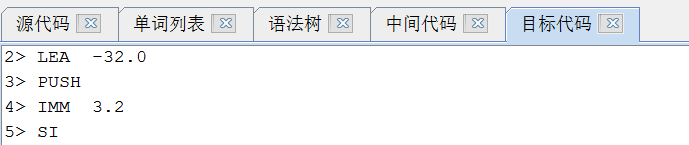 源代码 单词列表 语法树 中间代码 目标代码
2> LEA  -32.0
3> PUSH
4> IMM  3.2
5> SI